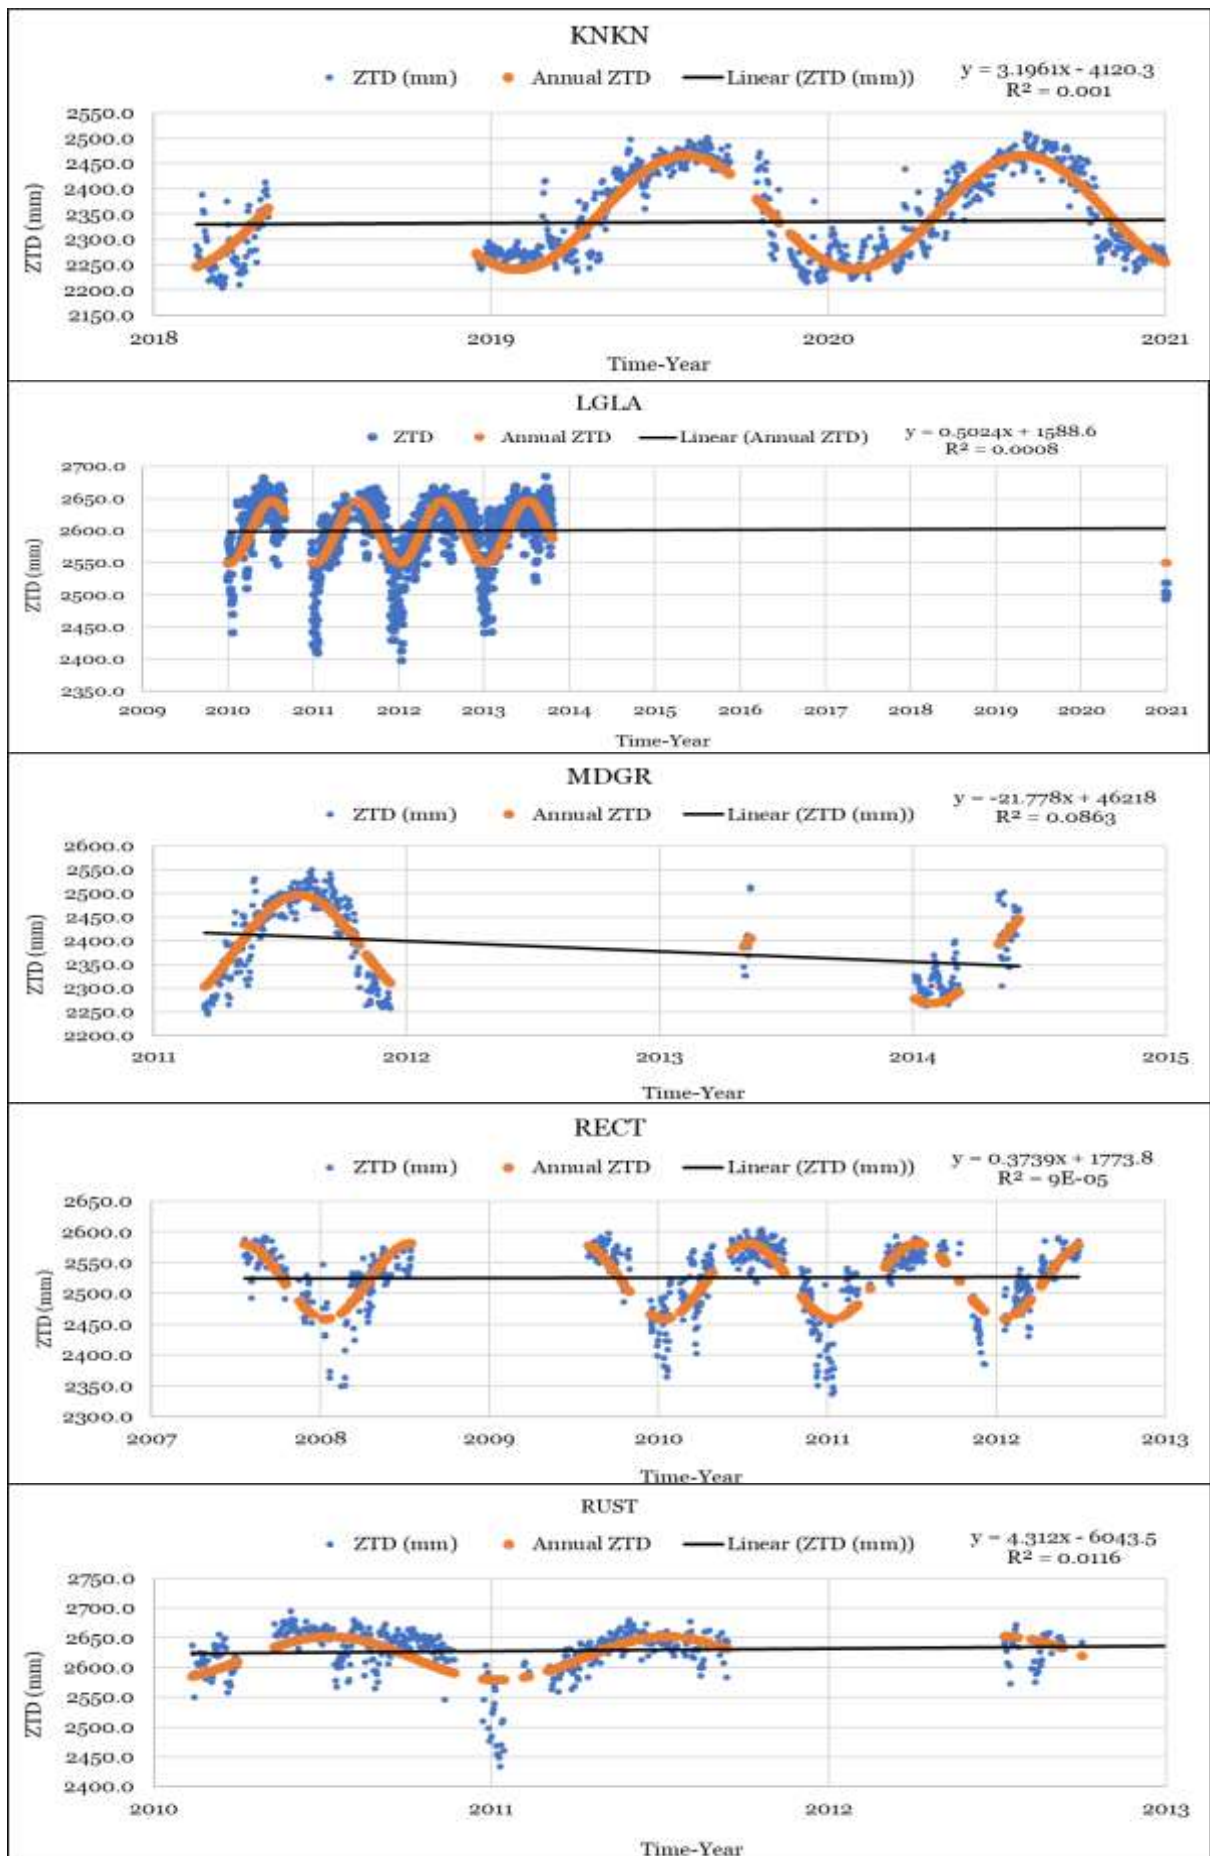 KNKN
ZTD (mm) Annual ZTD Linear (ZTD (mm)) y = 3.1961x - 4120.3
R² = 0.001
2550.0
2500.0
2450.0
2400.0
2350.0
2300.0
2250.0
2200.0
2150.0
ZTD (mm)
2018 2019 2020 2021
Time-Year
LGLA
ZTD Annual ZTD Linear (Annual ZTD) y = 0.5024x + 1588.6
R² = 0.0008
2700.0
2650.0
2600.0
2550.0
2500.0
2450.0
2400.0
2350.0
ZTD (mm)
2009 2010 2011 2012 2013 2014 2015 2016 2017 2018 2019 2020 2021
Time-Year
MDGR
ZTD (mm) Annual ZTD Linear (ZTD (mm)) y = -21.778x + 46218
R² = 0.0863
2600.0
2550.0
2500.0
2450.0
2400.0
2350.0
2300.0
2250.0
2200.0
ZTD (mm)
2011 2012 2013 2014 2015
Time-Year
RECT
ZTD (mm) Annual ZTD Linear (ZTD (mm)) y = 0.3739x + 1773.8
R² = 9E-05
2650.0
2600.0
2550.0
2500.0
2450.0
2400.0
2350.0
2300.0
ZTD (mm)
2007 2008 2009 2010 2011 2012 2013
Time-Year
RUST
ZTD (mm) Annual ZTD Linear (ZTD (mm)) y = 4.312x - 6043.5
R² = 0.0116
2750.0
2700.0
2650.0
2600.0
2550.0
2500.0
2450.0
2400.0
ZTD (mm)
2010 2011 2012 2013
Time-Year